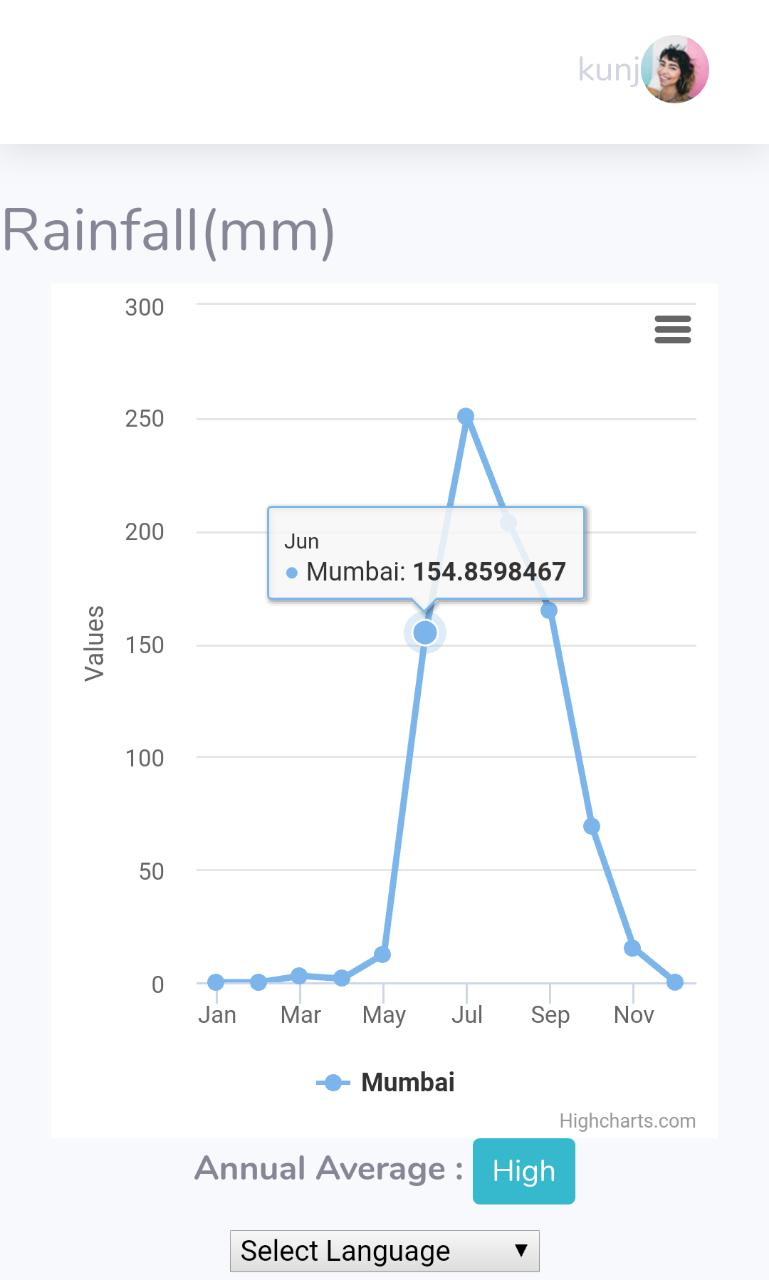 kunj
Rainfall(mm)
300
250
200
Jun
Mumbai: 154.8598467
Values
150
100
50
0
Jan Mar May Jul Sep Nov
Mumbai
Highcharts.com
Annual Average : High
Select Language